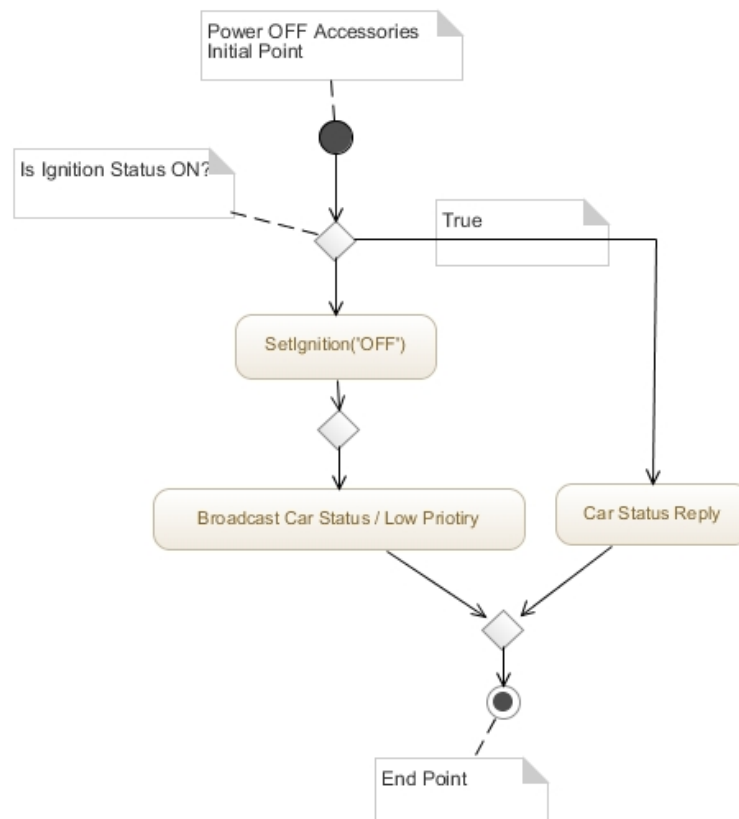 Power OFF Accessories
Initial Point
Is Ignition Status ON?
True
SetIgnition('OFF')
Broadcast Car Status / Low Priotiry
Car Status Reply
End Point